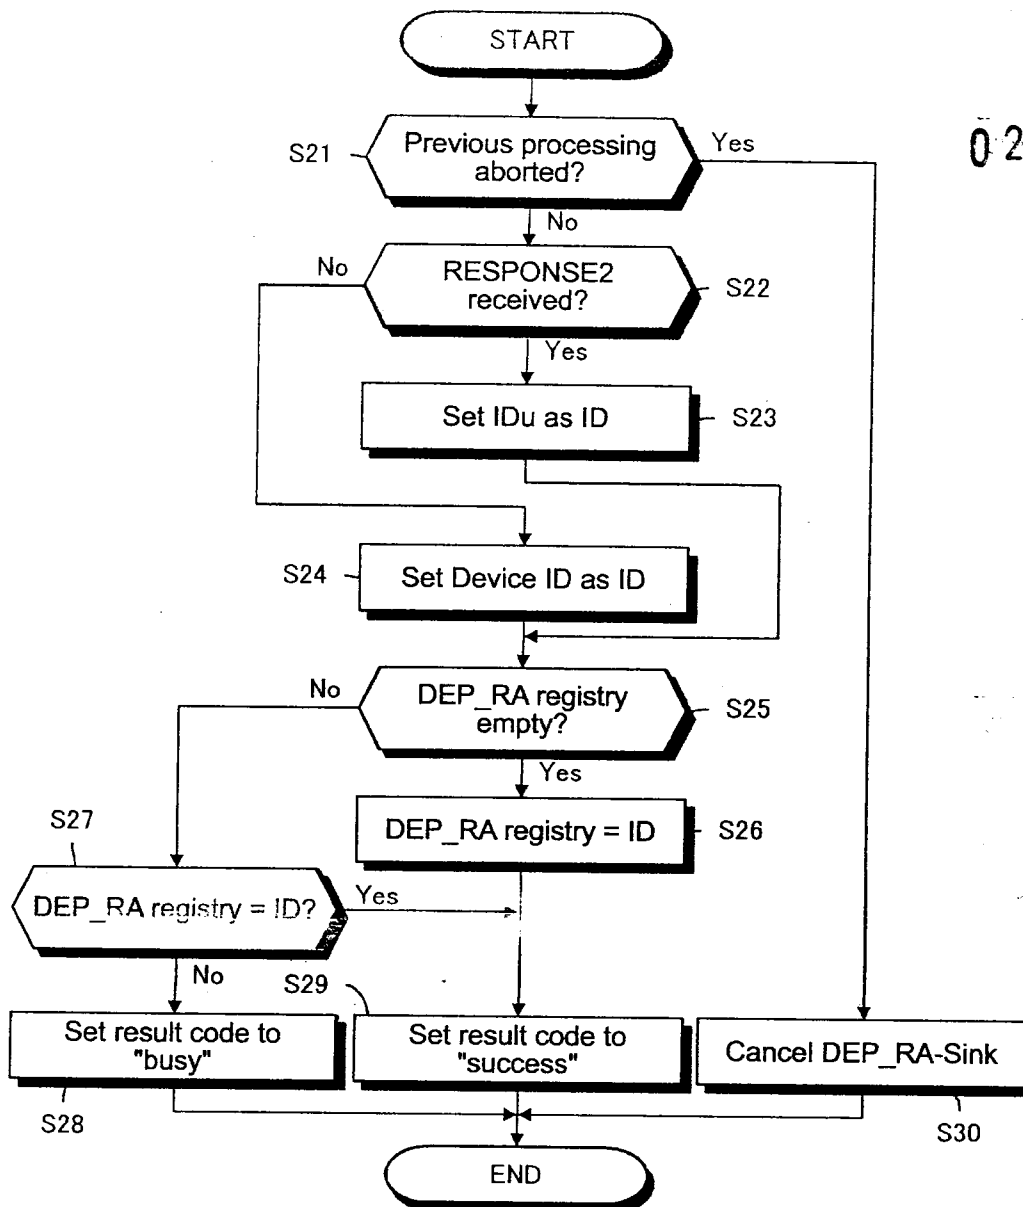 START
S21
Previous processing
aborted?
Yes
0 2
No
No
RESPONSE2
received?
S22
Yes
Set IDu as ID
S23
S24
Set Device ID as ID
No
DEP_RA registry
empty?
S25
Yes
S27
DEP_RA registry = ID
S26
DEP_RA registry = ID?
Yes
No
S29
Set result code to
"busy"
Set result code to
"success"
Cancel DEP_RA-Sink
S28
S30
END